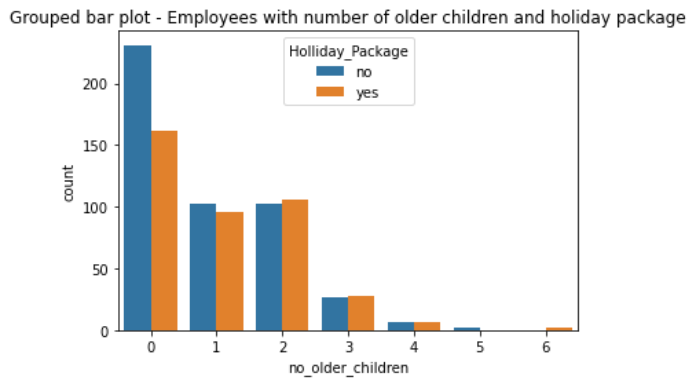 Grouped bar plot - Employees with number of older children and holiday package
Holliday_Package
no
yes
200
150
100
50
0
count
0 1 2 3 4 5 6
no_older_children